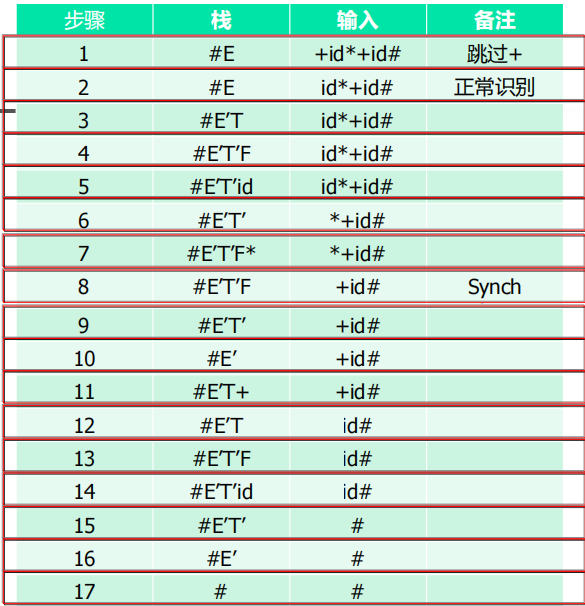 步骤 栈 输入 备注
1 #E +id*+id# 跳过+
2 #E id*+id# 正常识别
3 #E’T id*+id#
4 #E’T’F id*+id#
5 #E’T’id id*+id#
6 #E’T’ *+id#
7 #E’T’F* *+id#
8 #E’T’F +id# Synch
9 #E’T’ +id#
10 #E’ +id#
11 #E’T+ +id#
12 #E’T id#
13 #E’T’F id#
14 #E’T’id id#
15 #E’T’ #
16 #E’ #
17 # #